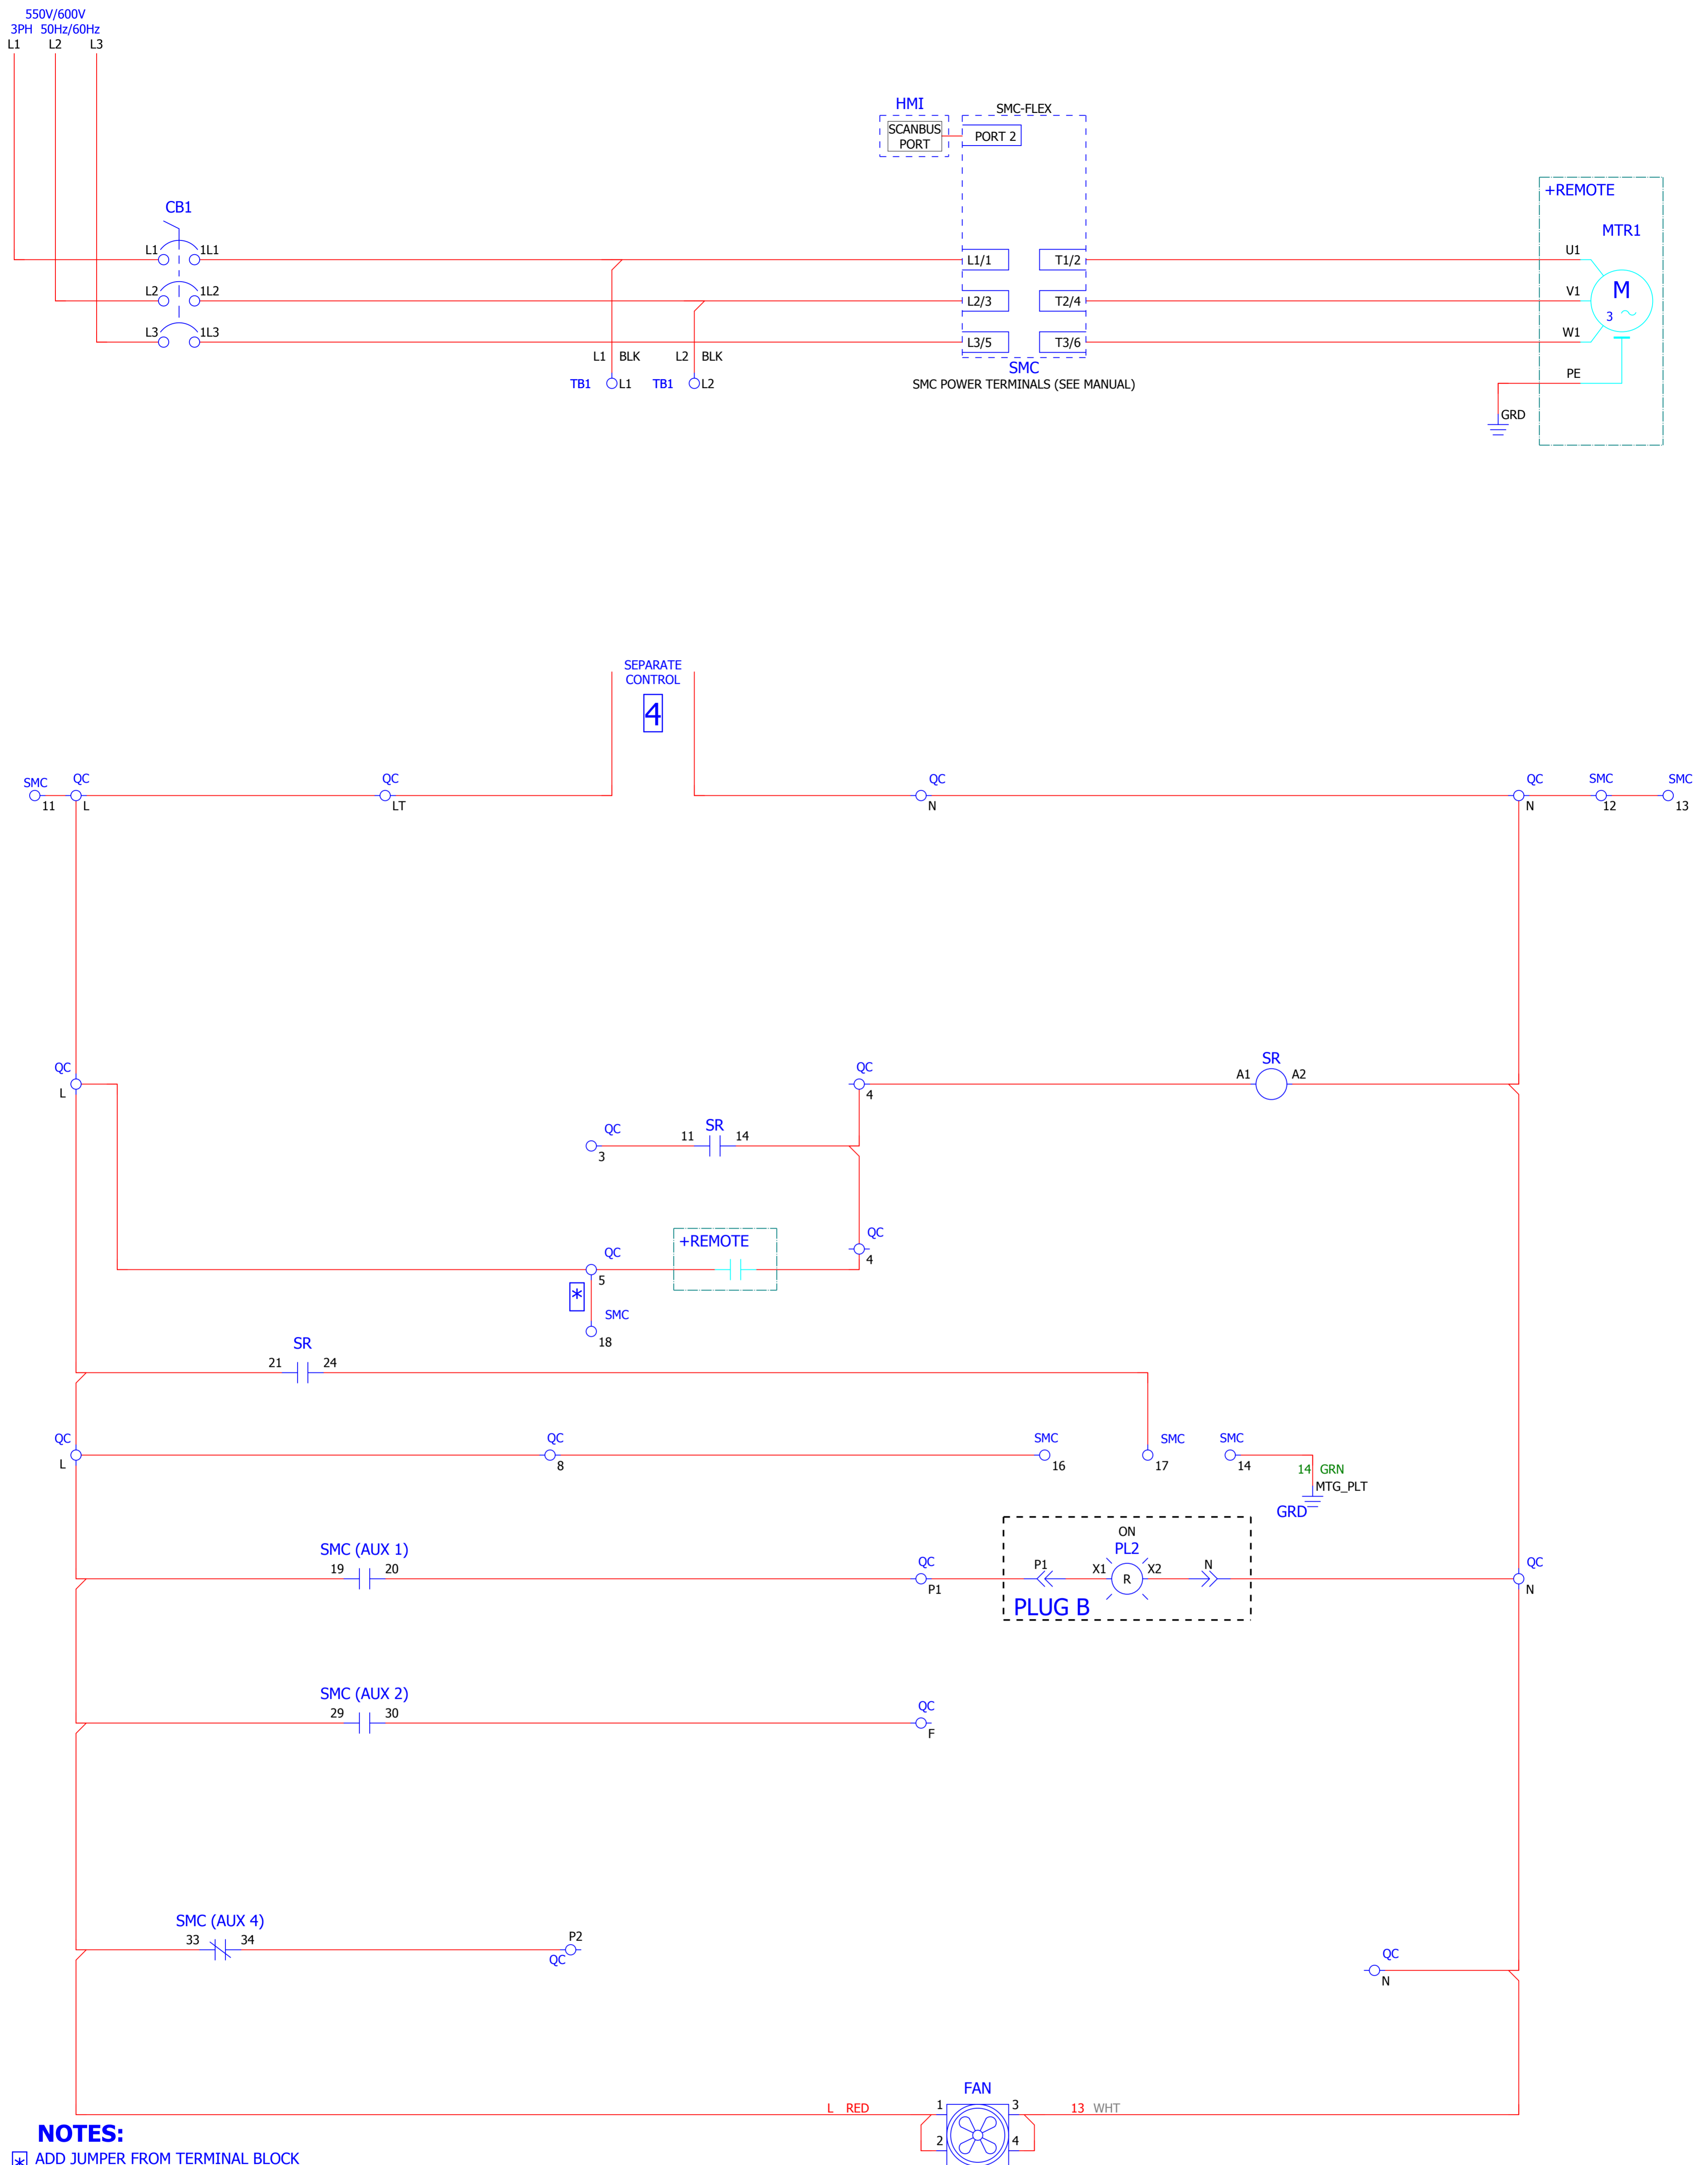 550V/600V
3PH 50Hz/60Hz
L1 L2 L3
HMI
SCANBUS
PORT
SMC-FLEX
PORT 2
+REMOTE
MTR1
CB1
L1 1L1
L2 1L2
L3 1L3
L1/1 T1/2
L2/3 T2/4
L3/5 T3/6
U1
V1
W1
M
3
PE
GRD
L1 BLK L2 BLK
TB1 L1 TB1 L2
SMC
SMC POWER TERMINALS (SEE MANUAL)
SEPARATE
CONTROL
4
SMC QC QC QC QC SMC SMC
11 L LT N N 12 13
QC QC SR
L 4 A1 A2
QC SR
3 11 14
QC +REMOTE QC
5 4
*
SMC
18
SR
21 24
QC QC SMC SMC SMC
L 8 16 17 14
14 GRN
MTG_PLT
GRD
ON
PL2
SMC (AUX 1)
19 20
QC
P1
P1 X1 R X2 N
PLUG B
QC
N
SMC (AUX 2)
29 30
QC
F
SMC (AUX 4)
33 34
P2
QC
QC
N
FAN
L RED 1 3 13 WHT
2 4
NOTES:
* ADD JUMPER FROM TERMINAL BLOCK